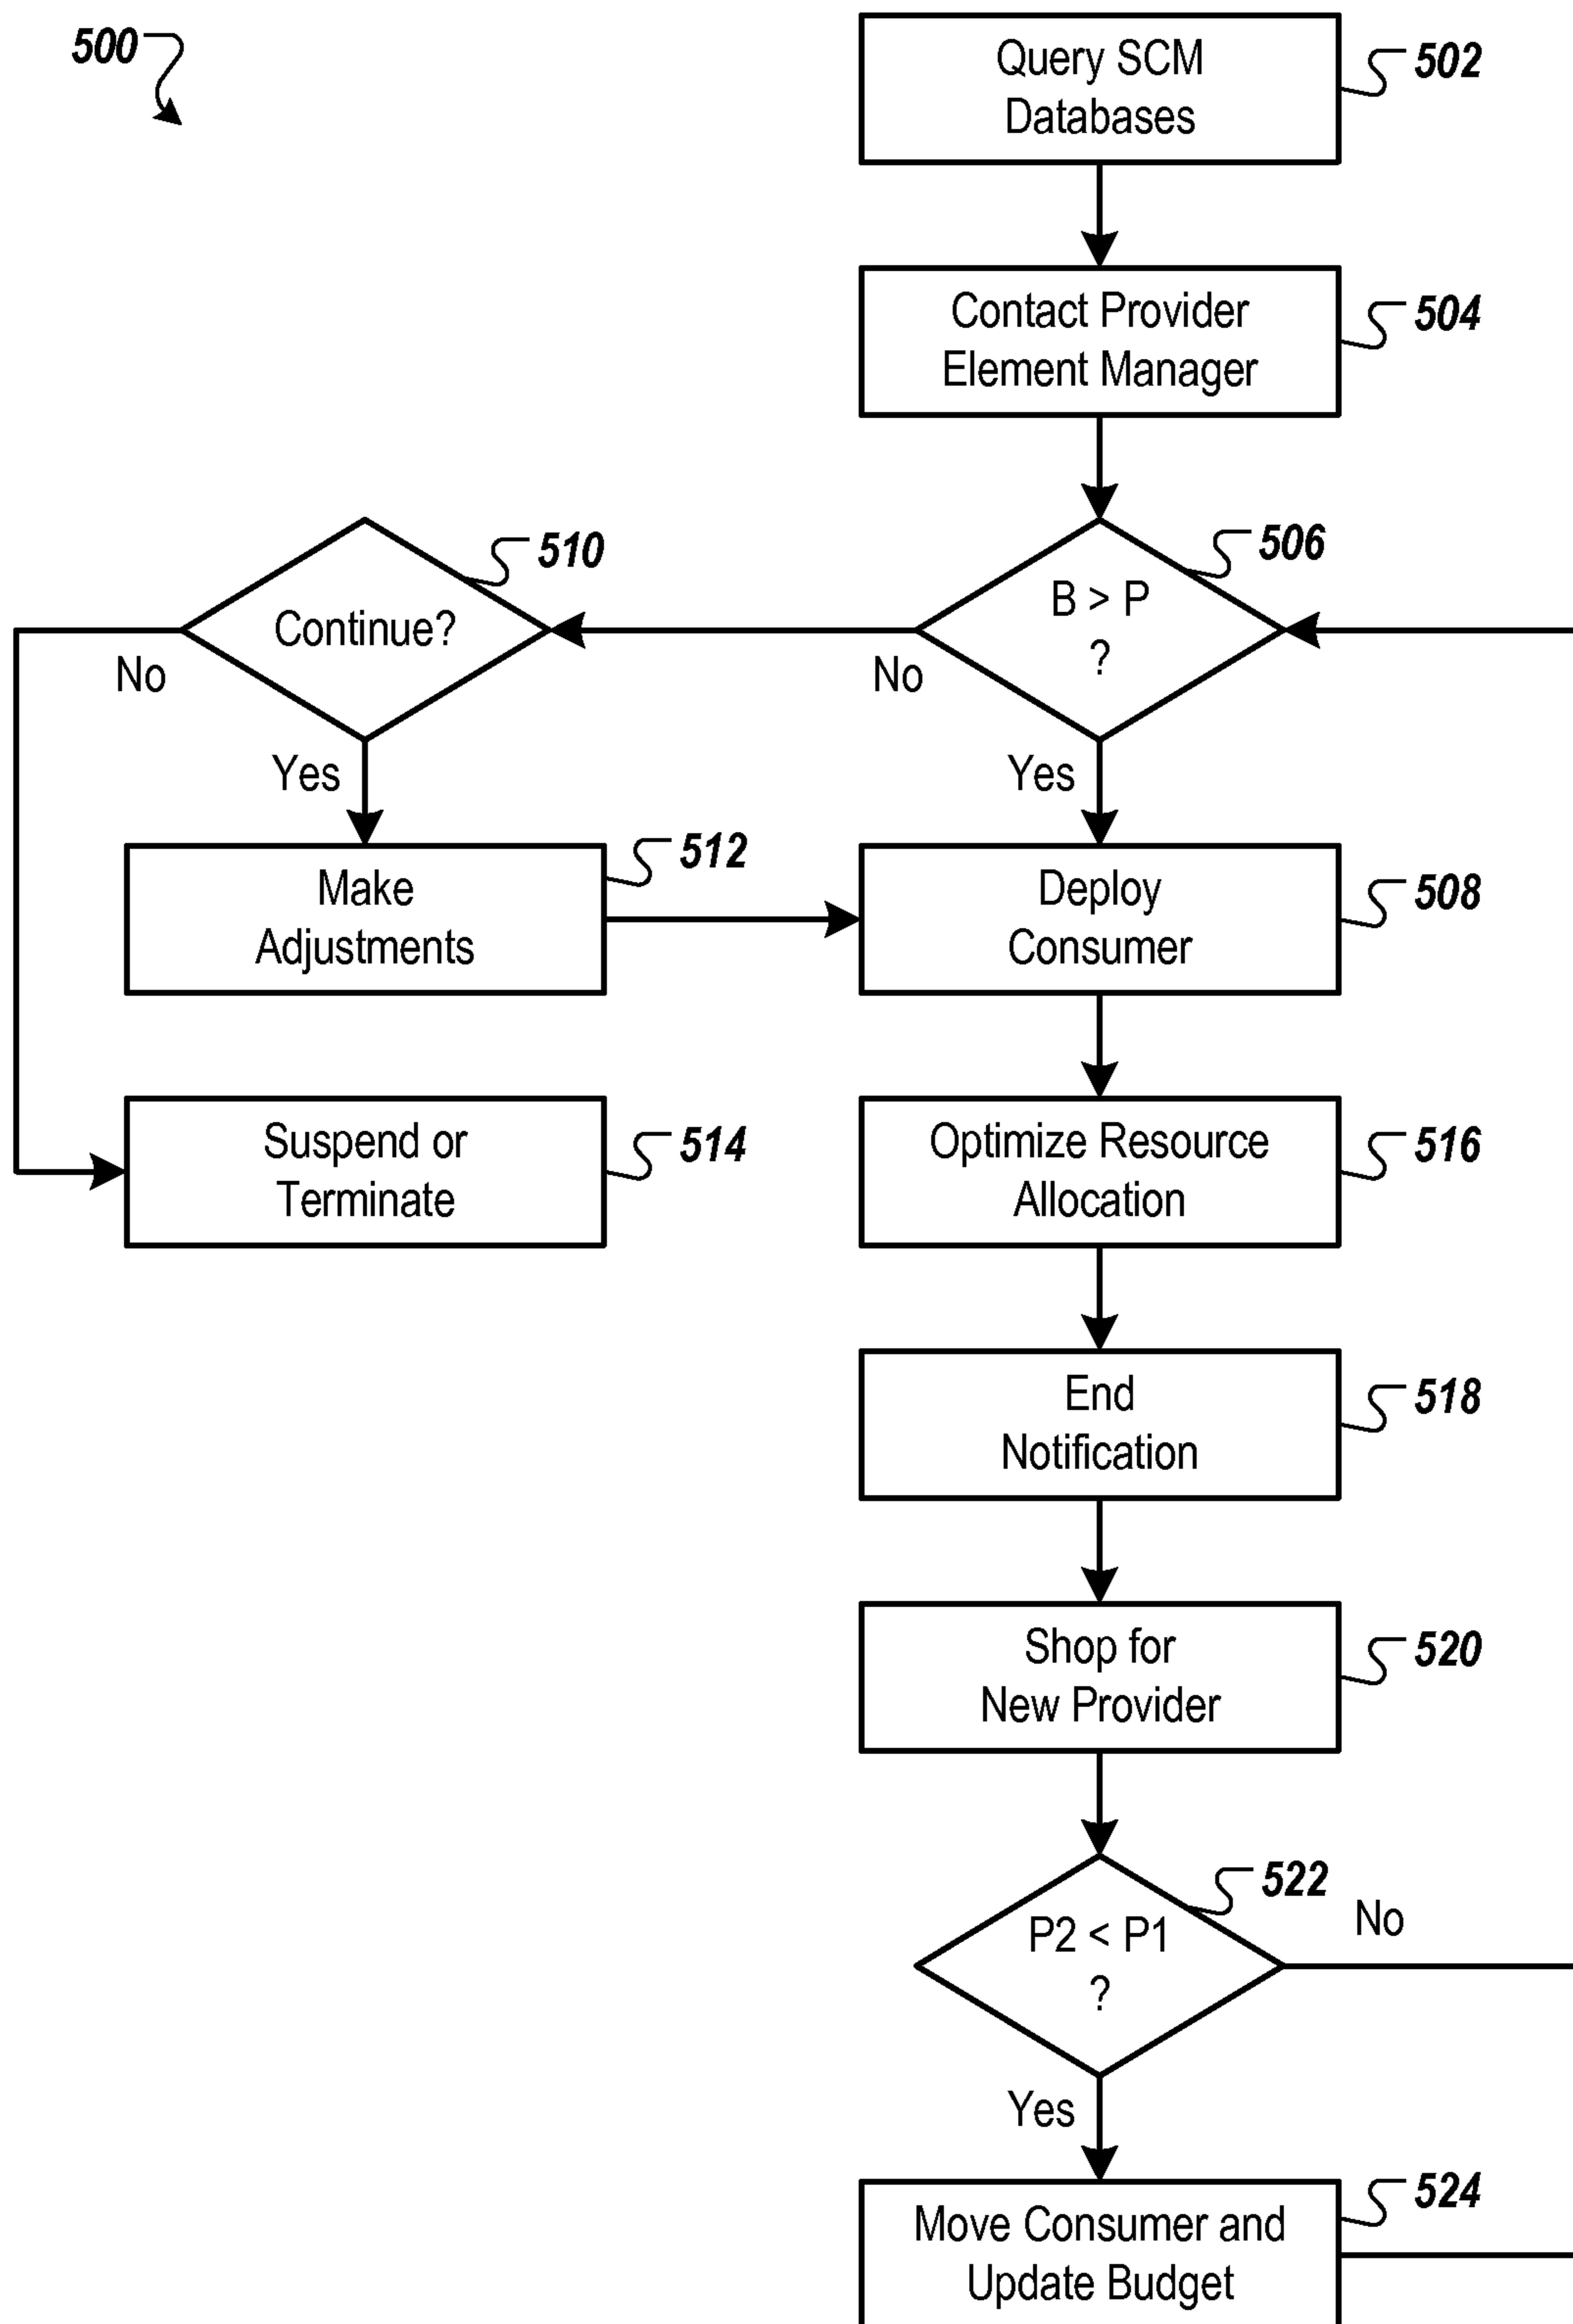 500
Query SCM
Databases
502
Contact Provider
Element Manager
504
510
Continue?
No
Yes
506
B > P
?
No
Yes
Make
Adjustments
512
Deploy
Consumer
508
Suspend or
Terminate
514
Optimize Resource
Allocation
516
End
Notification
518
Shop for
New Provider
520
522
P2 < P1
?
No
Yes
Move Consumer and
Update Budget
524